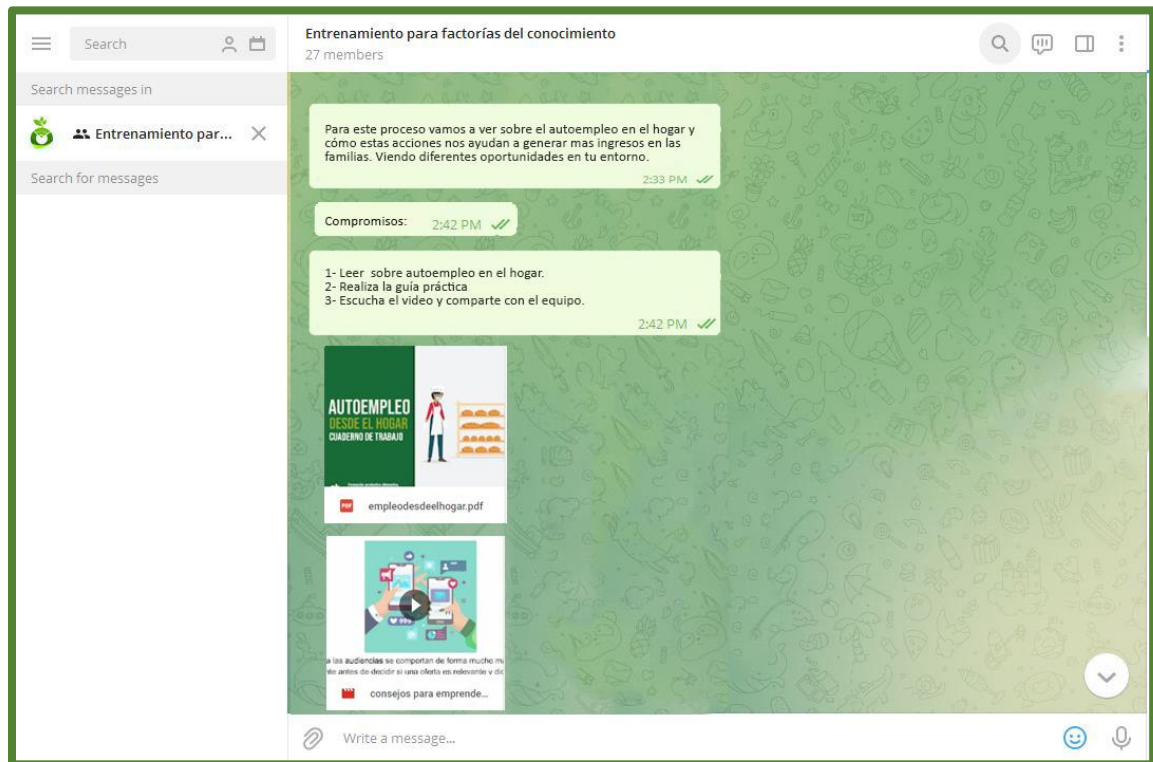 Search
Entrenamiento para factorías del conocimiento
27 members
Search messages in
Entrenamiento par...
Search for messages
Para este proceso vamos a ver sobre el autoempleo en el hogar y
cómo estas acciones nos ayudan a generar mas ingresos en las
familias. Viendo diferentes oportunidades en tu entorno.
2:33 PM
Compromisos: 2:42 PM
1- Leer sobre autoempleo en el hogar.
2- Realiza la guía práctica
3- Escucha el video y comparte con el equipo.
2:42 PM
AUTOEMPLEO
DESDE EL HOGAR
CUADERNO DE TRABAJO
PDF empleodesdeelhogar.pdf
a las audiencias se comportan de forma mucho m
nte antes de decidir si una oferta es relevante y dic
consejos para emprende...
Write a message...